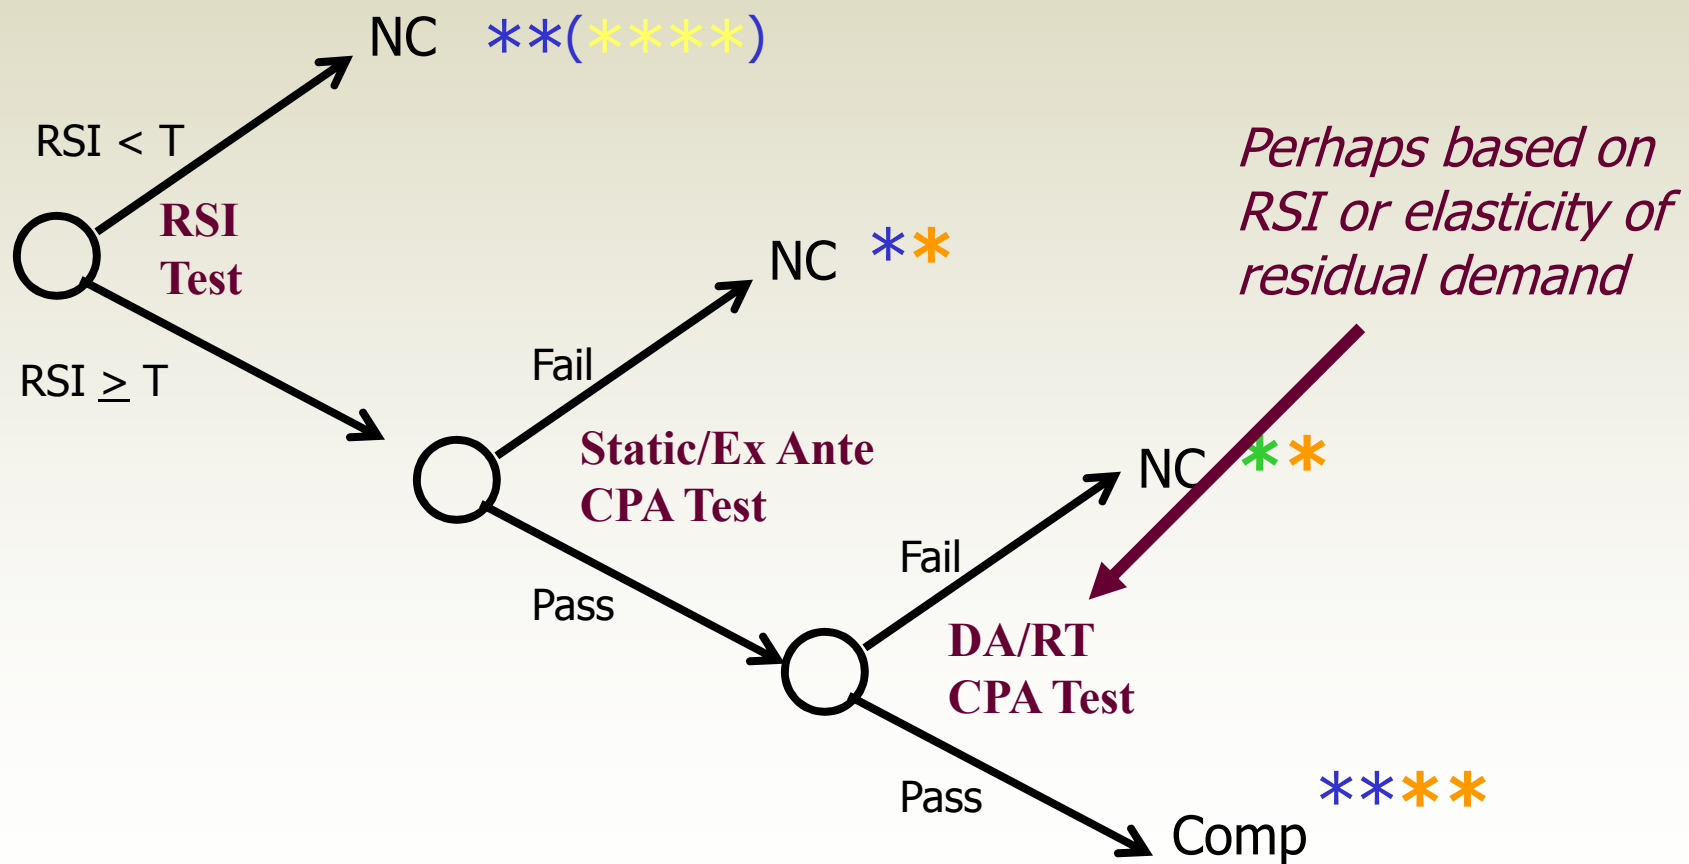 NC **(****)
RSI < T
RSI
Test
Perhaps based on
RSI or elasticity of
residual demand
NC **
Fail
RSI ≥ T
Static/Ex Ante
CPA Test
NC **
Fail
Pass
DA/RT
CPA Test
Pass
Comp ****